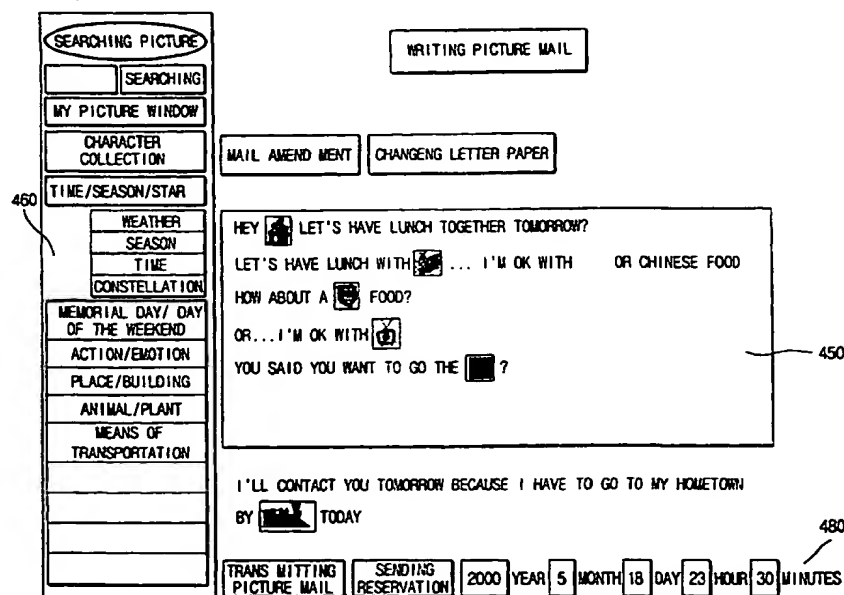 SEARCHING PICTURE
SEARCHING
MY PICTURE WINDOW
CHARACTER
COLLECTION
TIME/SEASON/STAR
460
WEATHER
SEASON
TIME
CONSTELLATION
MEMORIAL DAY/ DAY
OF THE WEEKEND
ACTION/EMOTION
PLACE/BUILDING
ANIMAL/PLANT
MEANS OF
TRANSPORTATION
WRITING PICTURE MAIL
MAIL AMEND MENT CHANGENG LETTER PAPER
HEY LET'S HAVE LUNCH TOGETHER TOMORROW?
LET'S HAVE LUNCH WITH ... I'M OK WITH OR CHINESE FOOD
HOW ABOUT A FOOD?
OR...I'M OK WITH
YOU SAID YOU WANT TO GO THE ?
450
I'LL CONTACT YOU TOMORROW BECAUSE I HAVE TO GO TO MY HOMETOWN
BY TODAY
480
TRANS MITTING
PICTURE MAIL
SENDING
RESERVATION
2000 YEAR 5 MONTH 18 DAY 23 HOUR 30 MINUTES